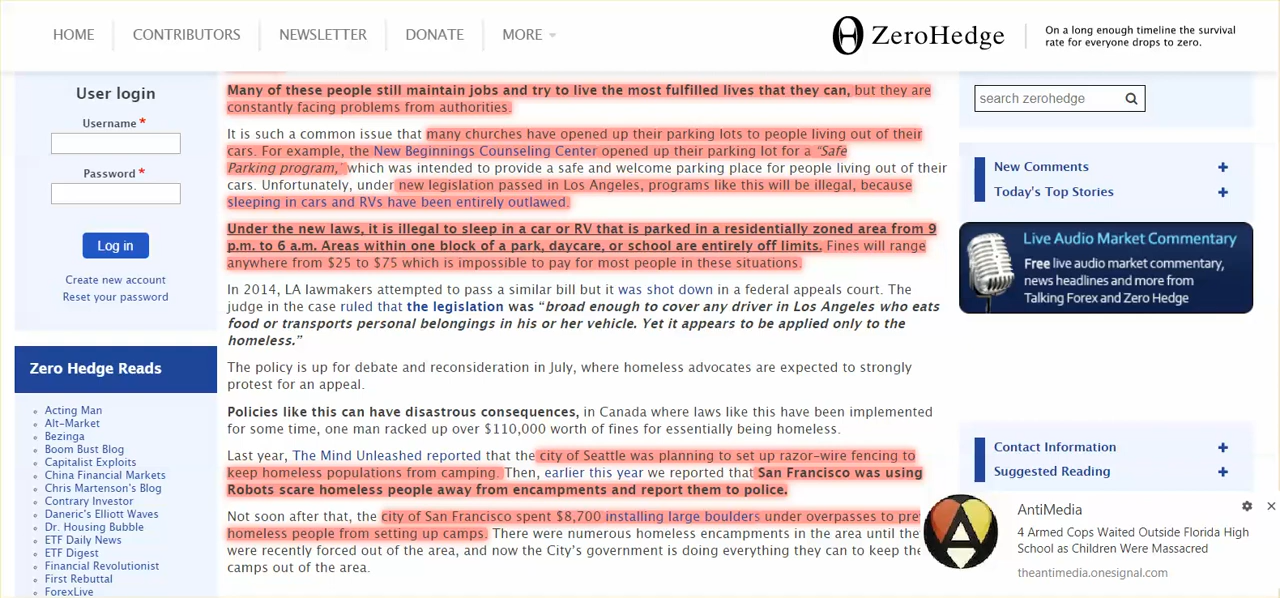 HOME
CONTRIBUTORS
NEWSLETTER
DONATE
MORE
ZeroHedge
On a long enough timeline the survival
rate for everyone drops to zero.
User login
Username *
Password *
Log in
Create new account
Reset your password
Zero Hedge Reads
Acting Man
Alt-Market
Bezinga
Boom Bust Blog
Capitalist Exploits
China Financial Markets
Chris Martenson's Blog
Contrary Investor
Daneric's Elliott Waves
Dr. Housing Bubble
ETF Daily News
ETF Digest
Financial Revolutionist
First Rebuttal
ForexLive
Many of these people still maintain jobs and try to live the most fulfilled lives that they can, but they are
constantly facing problems from authorities.
It is such a common issue that many churches have opened up their parking lots to people living out of their
cars. For example, the New Beginnings Counseling Center opened up their parking lot for a "Safe
Parking program," which was intended to provide a safe and welcome parking place for people living out of their
cars. Unfortunately, under new legislation passed in Los Angeles, programs like this will be illegal, because
sleeping in cars and RVs have been entirely outlawed.
Under the new laws, it is illegal to sleep in a car or RV that is parked in a residentially zoned area from 9
p.m. to 6 a.m. Areas within one block of a park, daycare, or school are entirely off limits. Fines will range
anywhere from $25 to $75 which is impossible to pay for most people in these situations.
In 2014, LA lawmakers attempted to pass a similar bill but it was shot down in a federal appeals court. The
judge in the case ruled that the legislation was "broad enough to cover any driver in Los Angeles who eats
food or transports personal belongings in his or her vehicle. Yet it appears to be applied only to the
homeless."
The policy is up for debate and reconsideration in July, where homeless advocates are expected to strongly
protest for an appeal.
Policies like this can have disastrous consequences, in Canada where laws like this have been implemented
for some time, one man racked up over $110,000 worth of fines for essentially being homeless.
Last year, The Mind Unleashed reported that the city of Seattle was planning to set up razor-wire fencing to
keep homeless populations from camping. Then, earlier this year we reported that San Francisco was using
Robots scare homeless people away from encampments and report them to police.
Not soon after that, the city of San Francisco spent $8,700 installing large boulders under overpasses to pre
homeless people from setting up camps. There were numerous homeless encampments in the area until the
were recently forced out of the area, and now the City's government is doing everything they can to keep the
camps out of the area.
search zerohedge
New Comments +
Today's Top Stories +
Live Audio Market Commentary
Free live audio market commentary,
news headlines and more from
Talking Forex and Zero Hedge
Contact Information +
Suggested Reading +
AntiMedia
4 Armed Cops Waited Outside Florida High
School as Children Were Massacred
theantimedia.onesignal.com